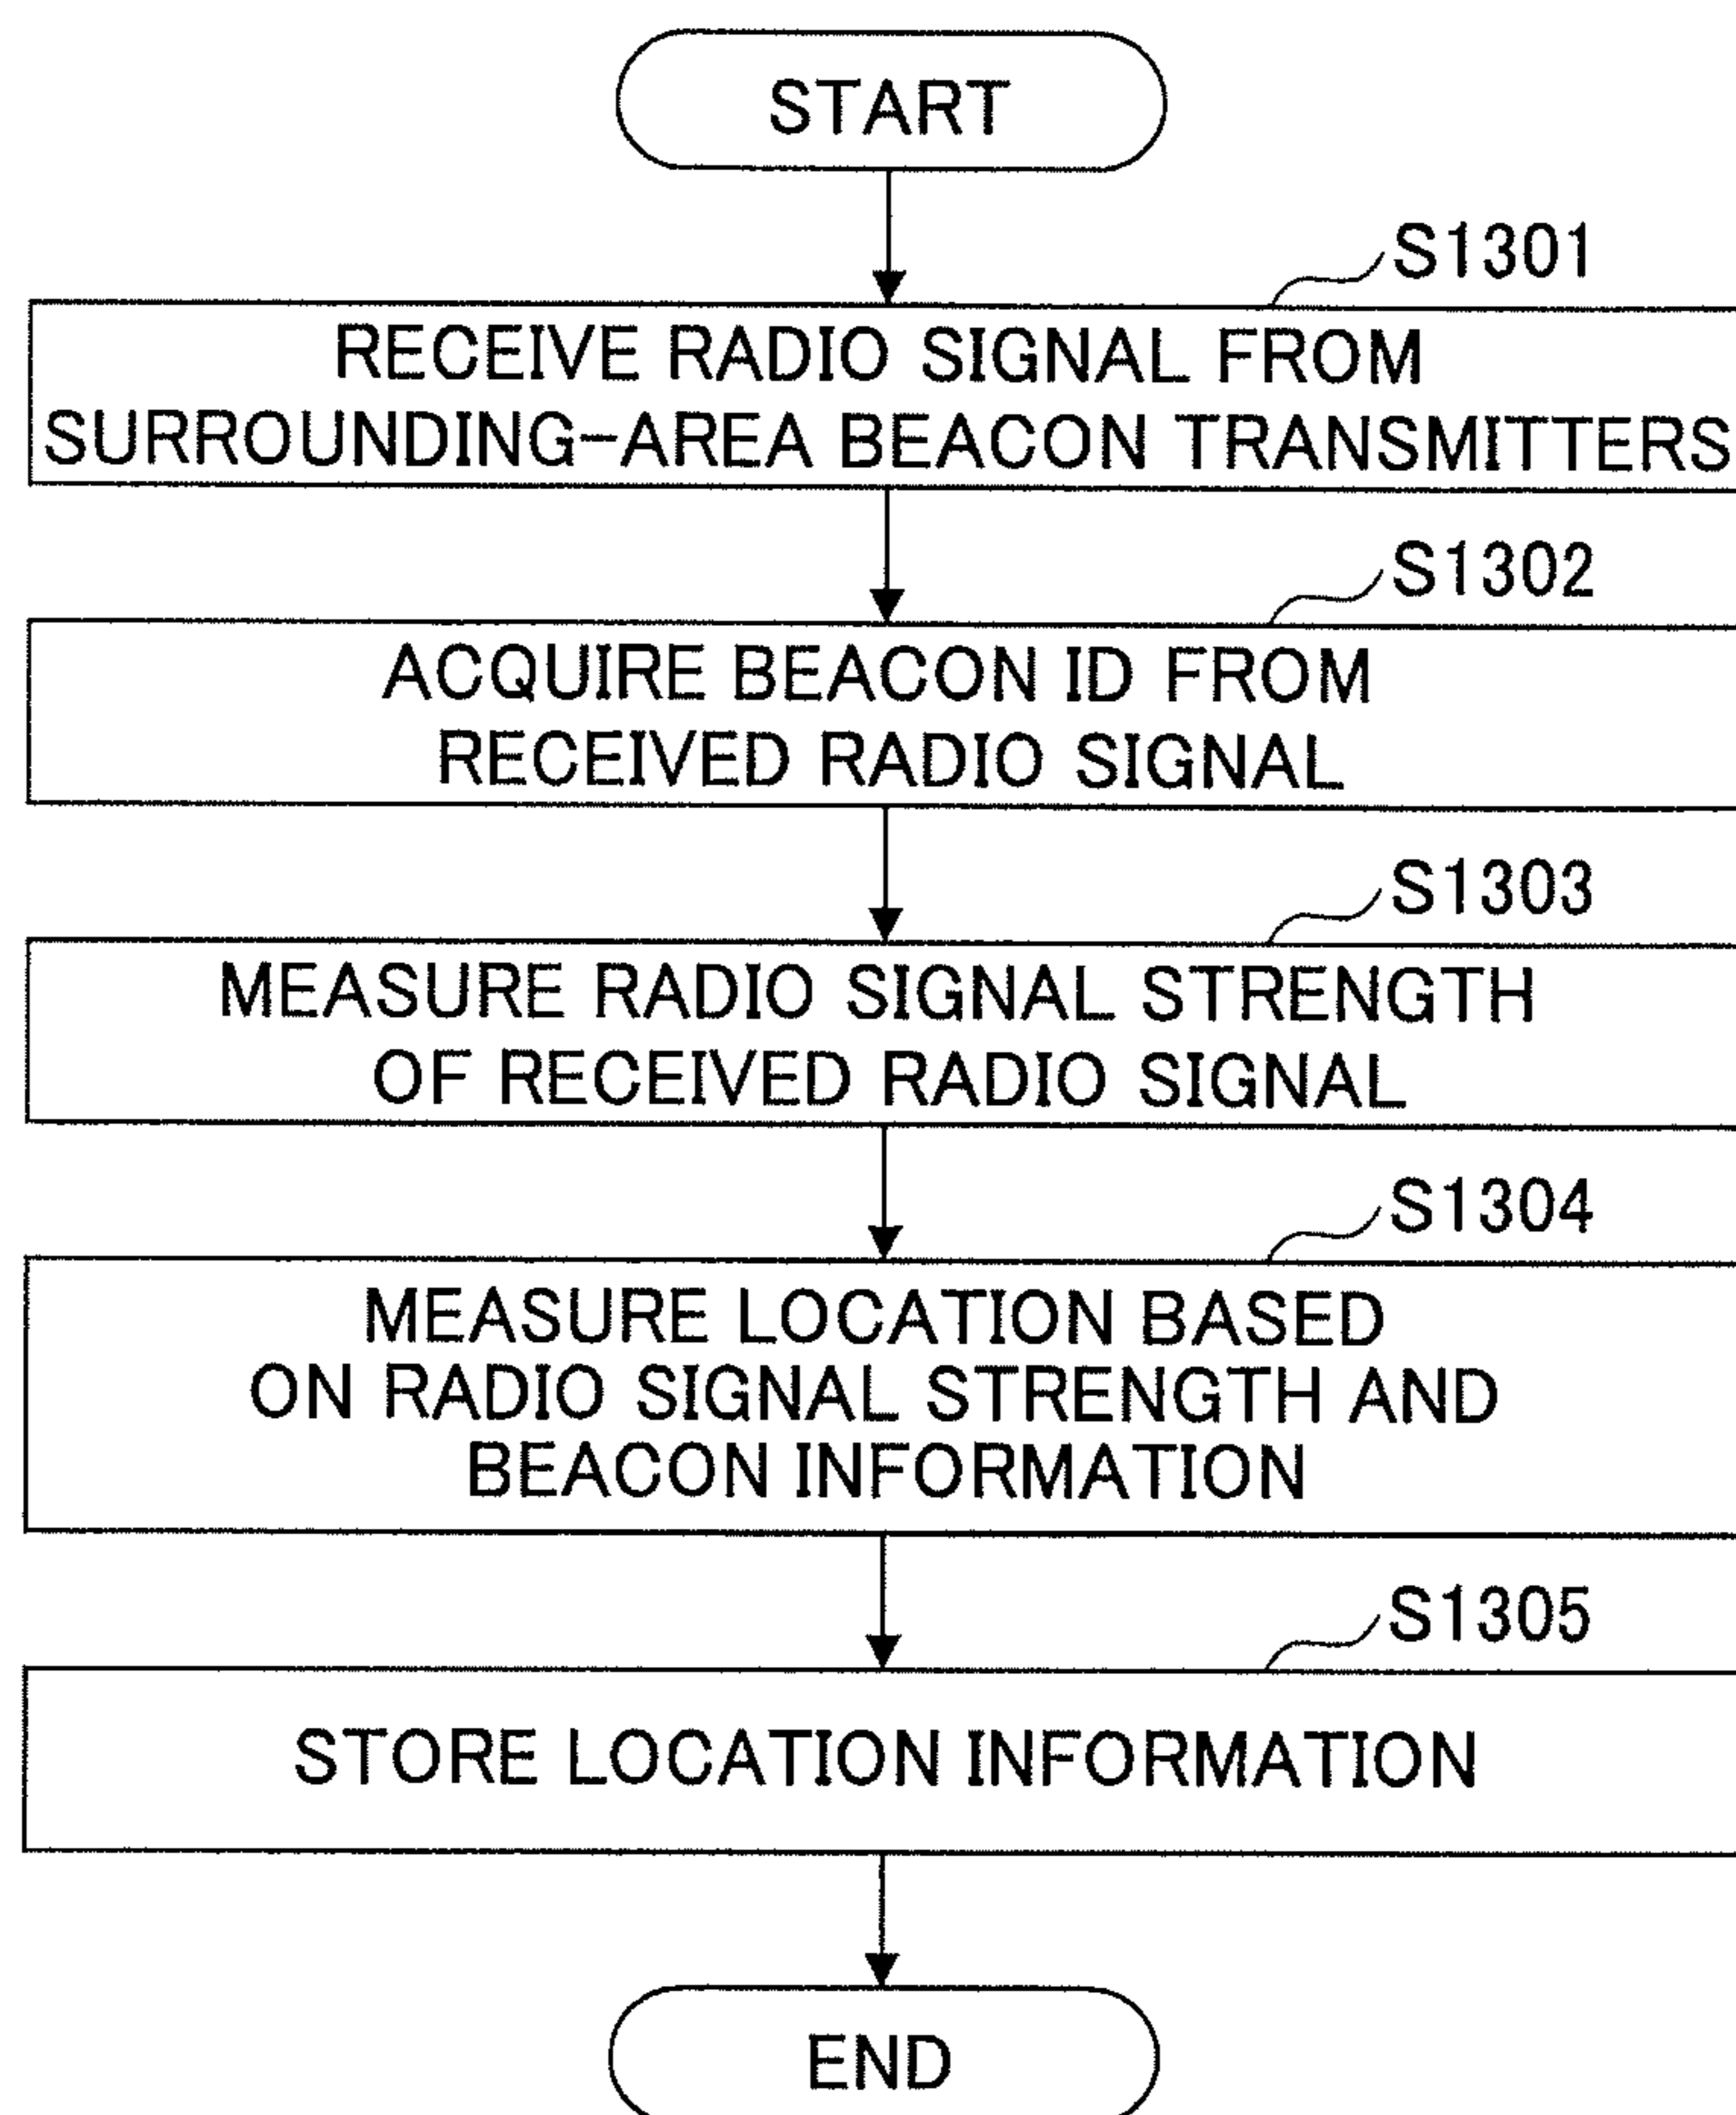 START
S1301
RECEIVE RADIO SIGNAL FROM
SURROUNDING-AREA BEACON TRANSMITTERS
S1302
ACQUIRE BEACON ID FROM
RECEIVED RADIO SIGNAL
S1303
MEASURE RADIO SIGNAL STRENGTH
OF RECEIVED RADIO SIGNAL
S1304
MEASURE LOCATION BASED
ON RADIO SIGNAL STRENGTH AND
BEACON INFORMATION
S1305
STORE LOCATION INFORMATION
END